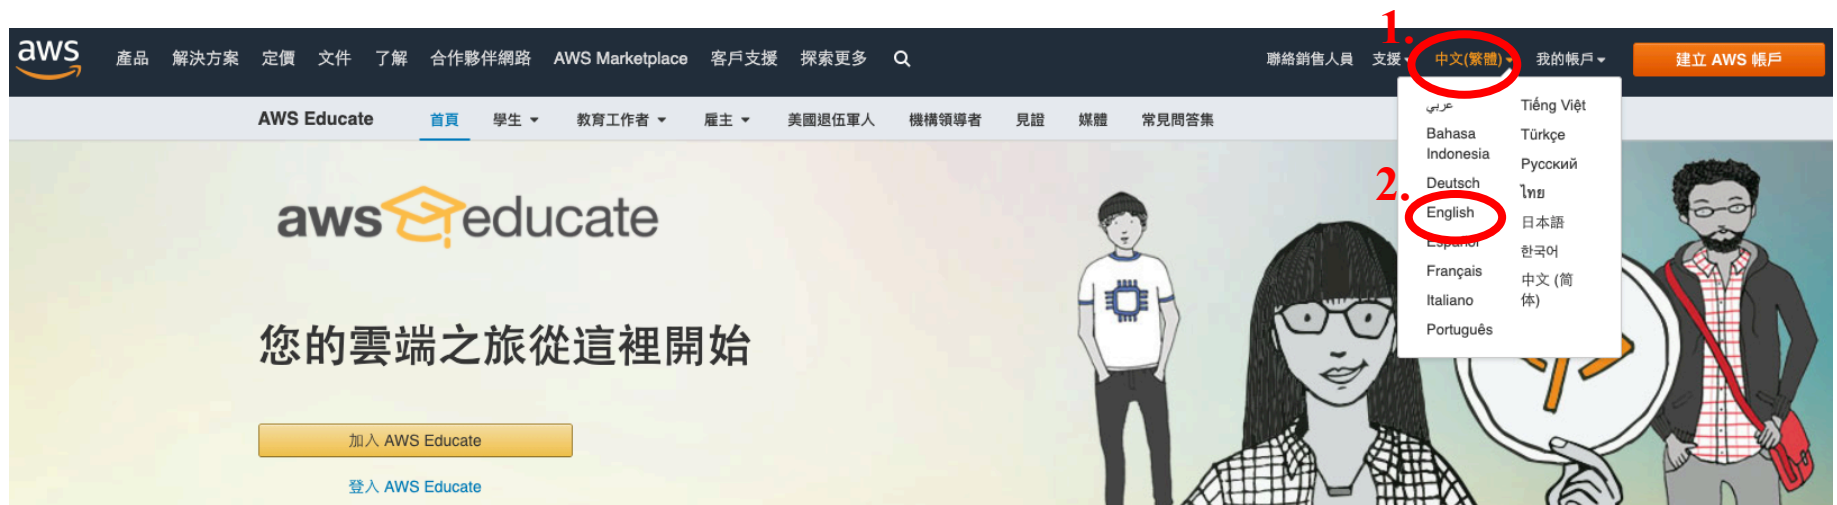 1.
aws 產品 解決方案 定價 文件 了解 合作夥伴網路 AWS Marketplace 客戶支援 探索更多 聯絡銷售人員 支援 中文(繁體) 我的帳戶 建立 AWS 帳戶
AWS Educate 首頁 學生 教育工作者 雇主 美國退伍軍人 機構領導者 見證 媒體 常見問答集
عربي
Bahasa
Indonesia
Deutsch
2.
English
Español
Français
Italiano
Português
Tiếng Việt
Türkçe
Русский
ไทย
日本語
한국어
中文 (简
体)
aws educate
您的雲端之旅從這裡開始
加入 AWS Educate
登入 AWS Educate